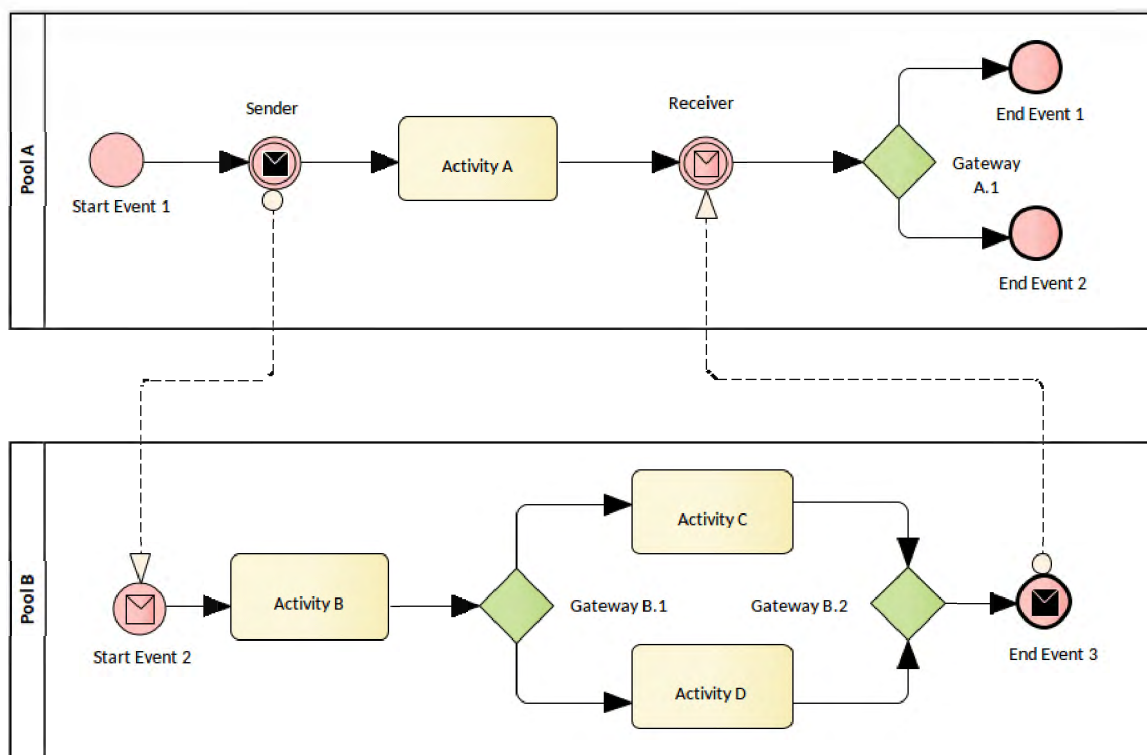 Pool A
Sender
Receiver
End Event 1
Activity A
Gateway
A.1
Start Event 1
End Event 2
Pool B
Activity C
Activity B
Gateway B.1
Gateway B.2
Start Event 2
End Event 3
Activity D